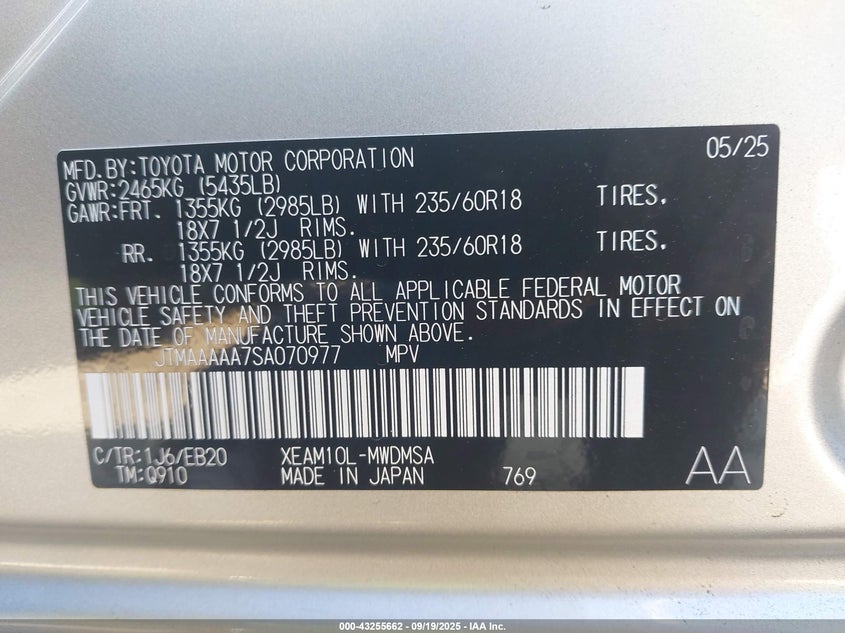 MFD.BY:TOYOTA MOTOR CORPORATION 05/25
GVWR:2465KG (5435LB)
GAWR:FRT. 1355KG (2985LB) WITH 235/60R18 TIRES,
18X7 1/2J RIMS.
RR. 1355KG (2985LB) WITH 235/60R18 TIRES,
18X7 1/2J RIMS.
THIS VEHICLE CONFORMS TO ALL APPLICABLE FEDERAL MOTOR
VEHICLE SAFETY AND THEFT PREVENTION STANDARDS IN EFFECT ON
THE DATE OF MANUFACTURE SHOWN ABOVE.
JTMAAAAA7SA070977 MPV
C/TR:1J6/EB20 XEAM10L-MWDMSA
TM:Q910 MADE IN JAPAN 769 AA
000-43255662 - 09/19/2025 - IAA Inc.